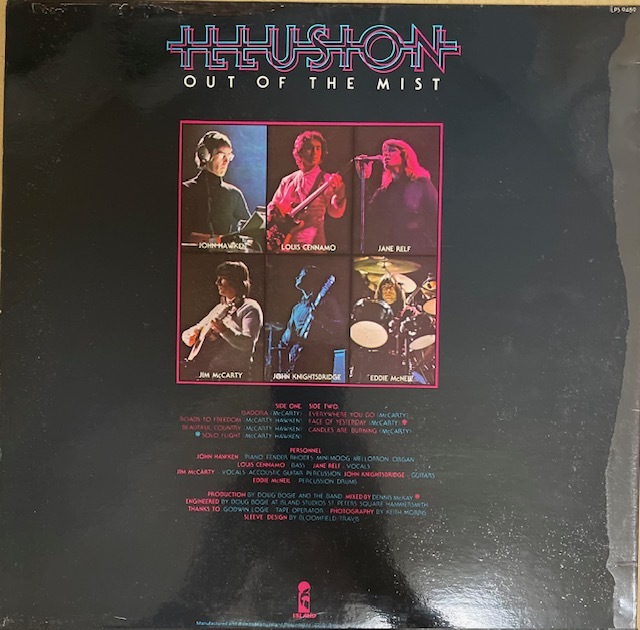 ILPS 9489
ILLUSION
OUT OF THE MIST
JOHN HAWKEN
LOUIS CENNAMO
JANE RELF
JIM McCARTY
JOHN KNIGHTSBRIDGE
EDDIE McNEIL
SIDE ONE: SIDE TWO:
ISADORA (McCARTY) EVERYWHERE YOU GO (McCARTY)
ROADS TO FREEDOM (McCARTY HAWKEN) FACE OF YESTERDAY (McCARTY)
BEAUTIFUL COUNTRY (McCARTY HAWKEN) CANDLES ARE BURNING (McCARTY)
SOLO FLIGHT (McCARTY HAWKEN)
PERSONNEL
JOHN HAWKEN PIANO FENDER RHODES MINI MOOG MELLOTRON ORGAN
LOUIS CENNAMO BASS JANE RELF VOCALS
JIM McCARTY VOCALS ACCOUSTIC GUITAR PERCUSSION JOHN KNIGHTSBRIDGE GUITARS
EDDIE McNEIL PERCUSSION DRUMS
PRODUCTION BY DOUG BOGIE AND THE BAND MIXED BY DENNIS McKAY
ENGINEERED BY DOUG BOGIE AT ISLAND STUDIOS ST PETERS SQUARE HAMMERSMITH
THANKS TO GODWIN LOGIE TAPE OPERATOR PHOTOGRAPHY BY KEITH MORRIS
SLEEVE DESIGN BY BLOOMFIELD/TRAVIS
ISLAND
Manufactured and